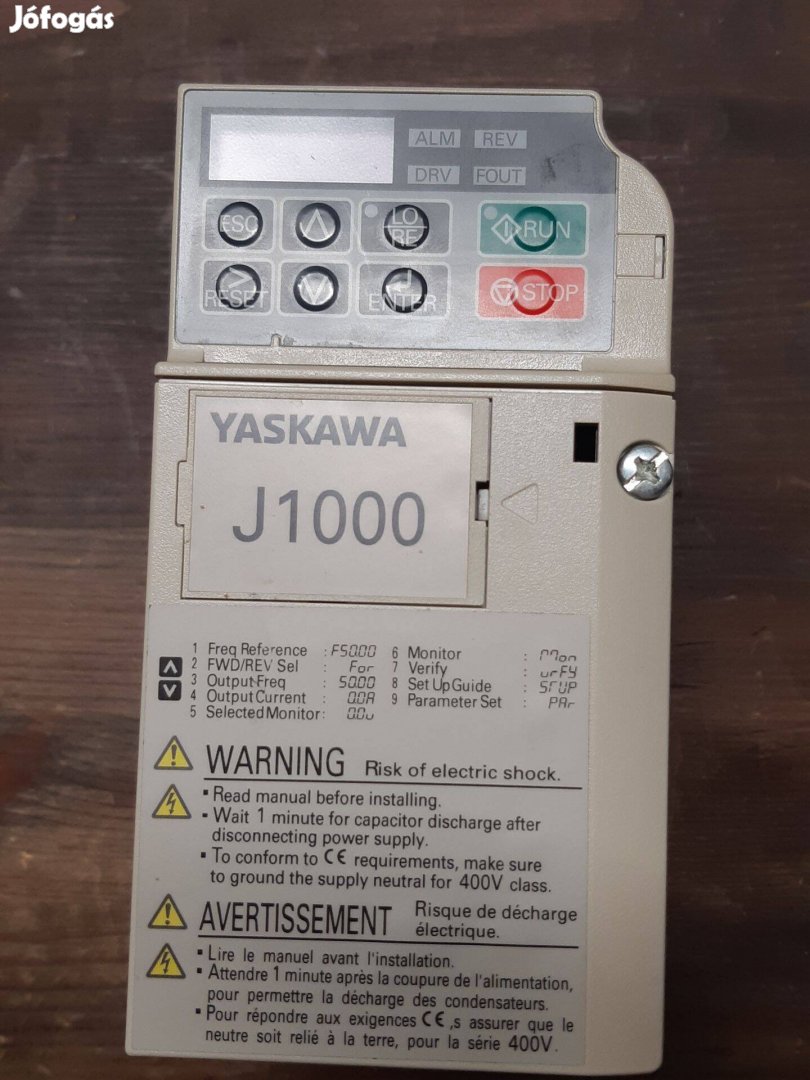 Jófogás
ALM REV
DRV FOUT
ESC LO RE RUN
RESET ENTER STOP
YASKAWA
J1000
1 Freq Reference : F50.00 6 Monitor : Mon
2 FWD/REV Sel : For 7 Verify : vrFY
3 Output Freq : 50.00 8 Set Up Guide : STUP
4 Output Current : 0.0A 9 Parameter Set : PAr
5 Selected Monitor : 0.0v
WARNING Risk of electric shock.
▪ Read manual before installing.
▪ Wait 1 minute for capacitor discharge after
disconnecting power supply.
▪ To conform to CE requirements, make sure
to ground the supply neutral for 400V class.
AVERTISSEMENT Risque de décharge
électrique.
▪ Lire le manuel avant l'installation.
▪ Attendre 1 minute après la coupure de l'alimentation,
pour permettre la décharge des condensateurs.
▪ Pour répondre aux exigences CE ,s assurer que le
neutre soit relié à la terre, pour la série 400V.